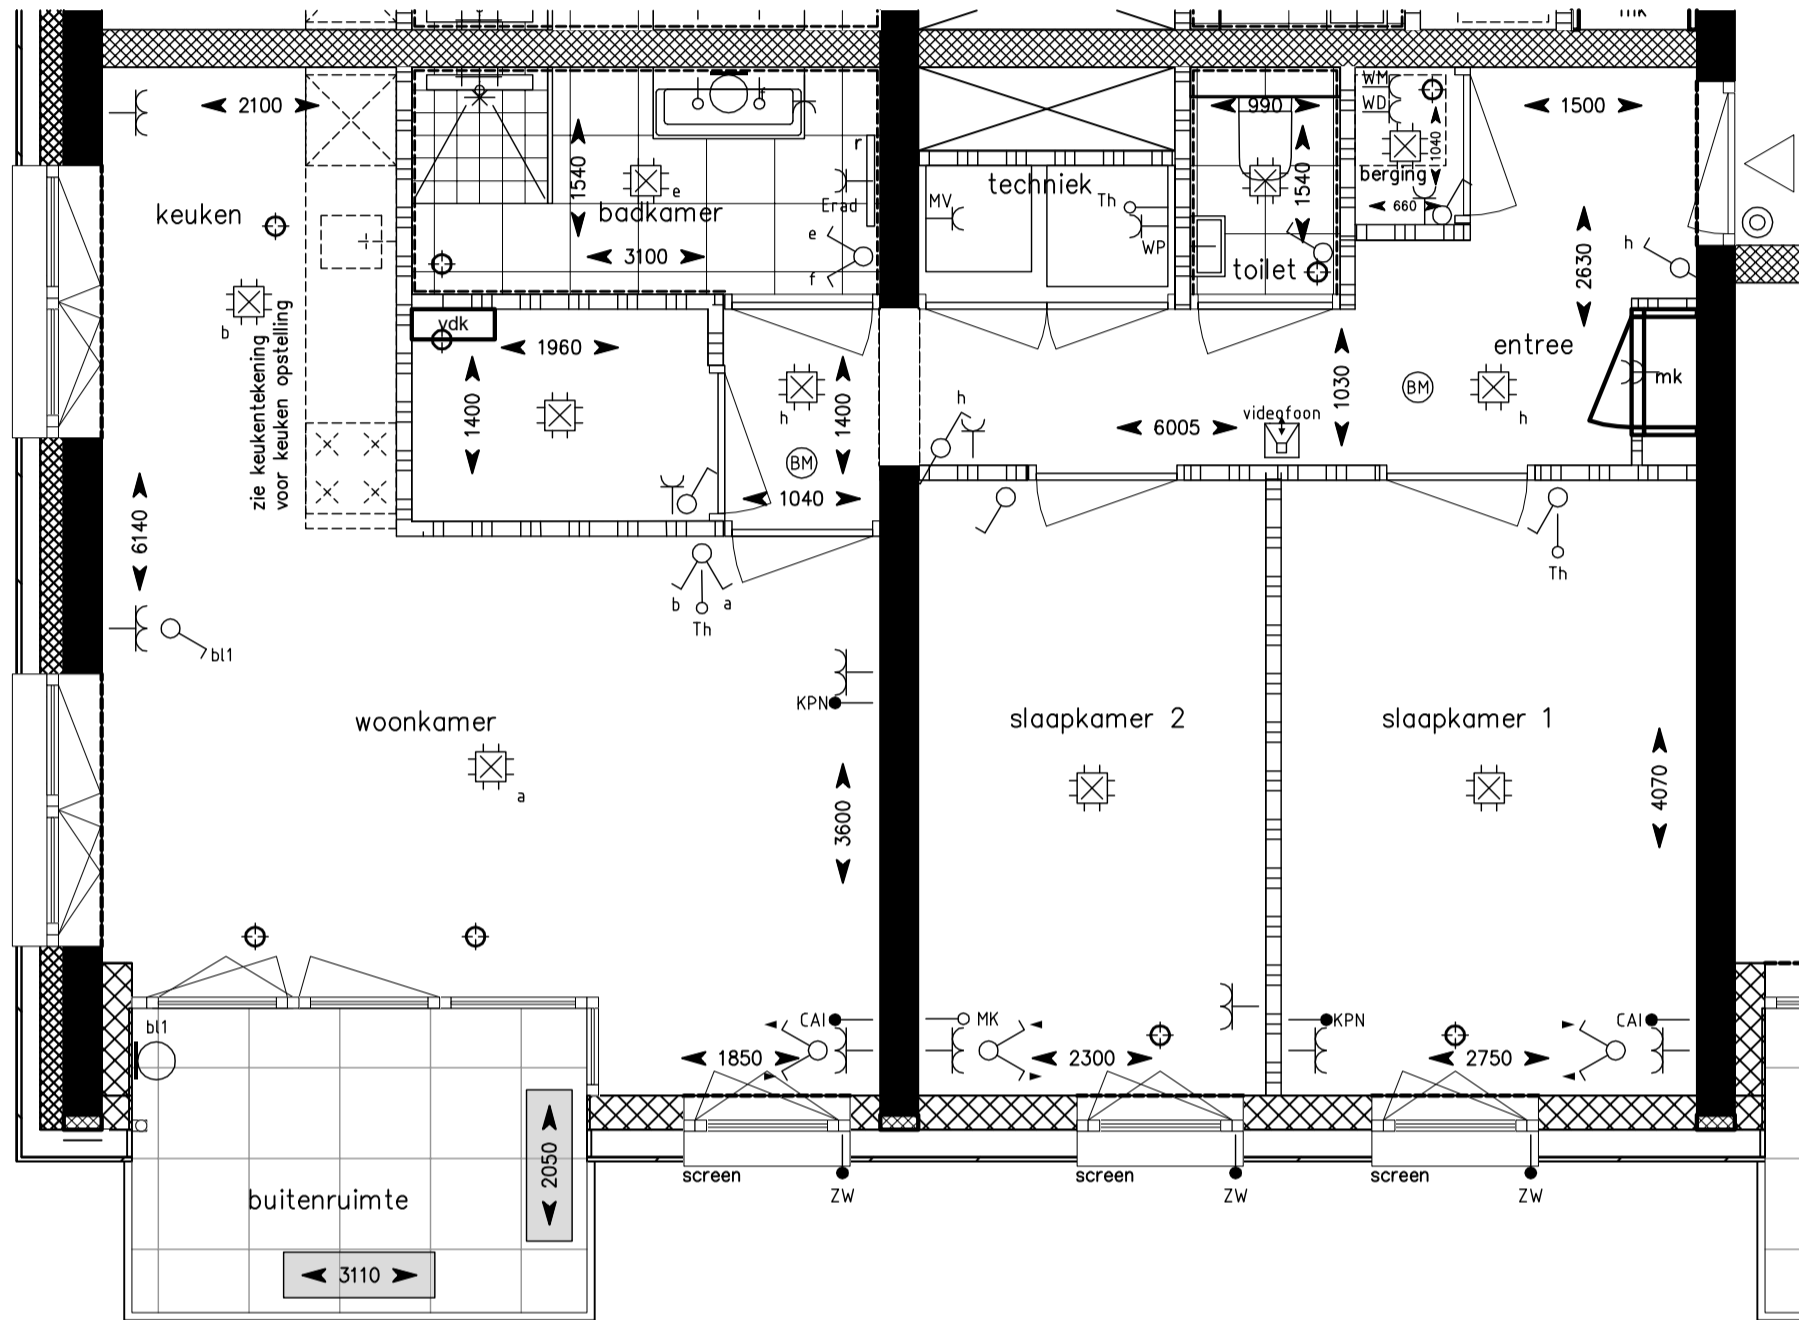 mk
2100
keuken
b
zie keukentekening
voor keuken opstelling
6140
bl1
1540
e
f
badkamer
3100
r
Erad
e
f
vdk
1960
1400
h
1400
BM
1040
b
a
Th
techniek
MV
Th
WP
990
1540
toilet
WM
WD
1040
berging
660
1500
2630
h
entree
mk
1030
BM
h
h
6005
videofoon
Th
KPN
woonkamer
a
3600
slaapkamer 2
slaapkamer 1
4070
bl1
CAI
1850
MK
2300
KPN
2750
CAI
screen
ZW
screen
ZW
screen
ZW
buitenruimte
2050
3110